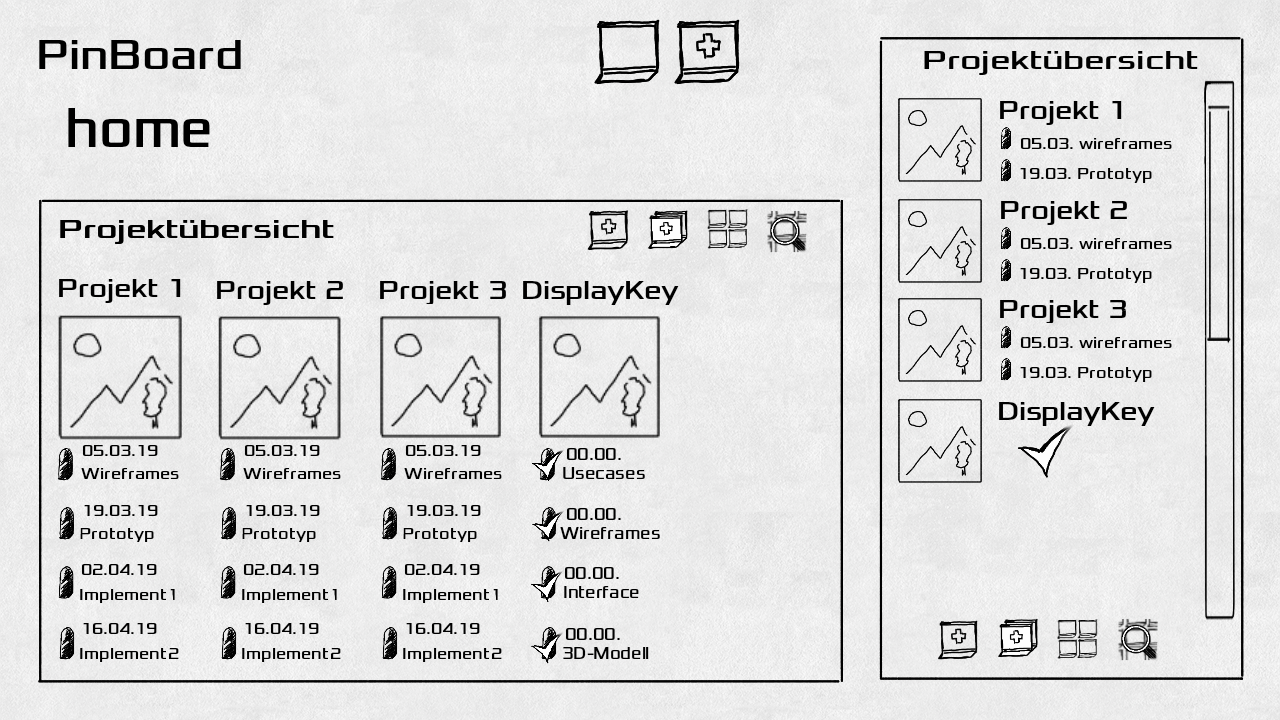 PinBoard
home
Projektübersicht
Projekt 1
05.03.19
Wireframes
19.03.19
Prototyp
02.04.19
Implement1
16.04.19
Implement2
Projekt 2
05.03.19
Wireframes
19.03.19
Prototyp
02.04.19
Implement1
16.04.19
Implement2
Projekt 3
05.03.19
Wireframes
19.03.19
Prototyp
02.04.19
Implement1
16.04.19
Implement2
DisplayKey
00.00.
Usecases
00.00.
Wireframes
00.00.
Interface
00.00.
3D-Modell
Projektübersicht
Projekt 1
05.03. wireframes
19.03. Prototyp
Projekt 2
05.03. wireframes
19.03. Prototyp
Projekt 3
05.03. wireframes
19.03. Prototyp
DisplayKey